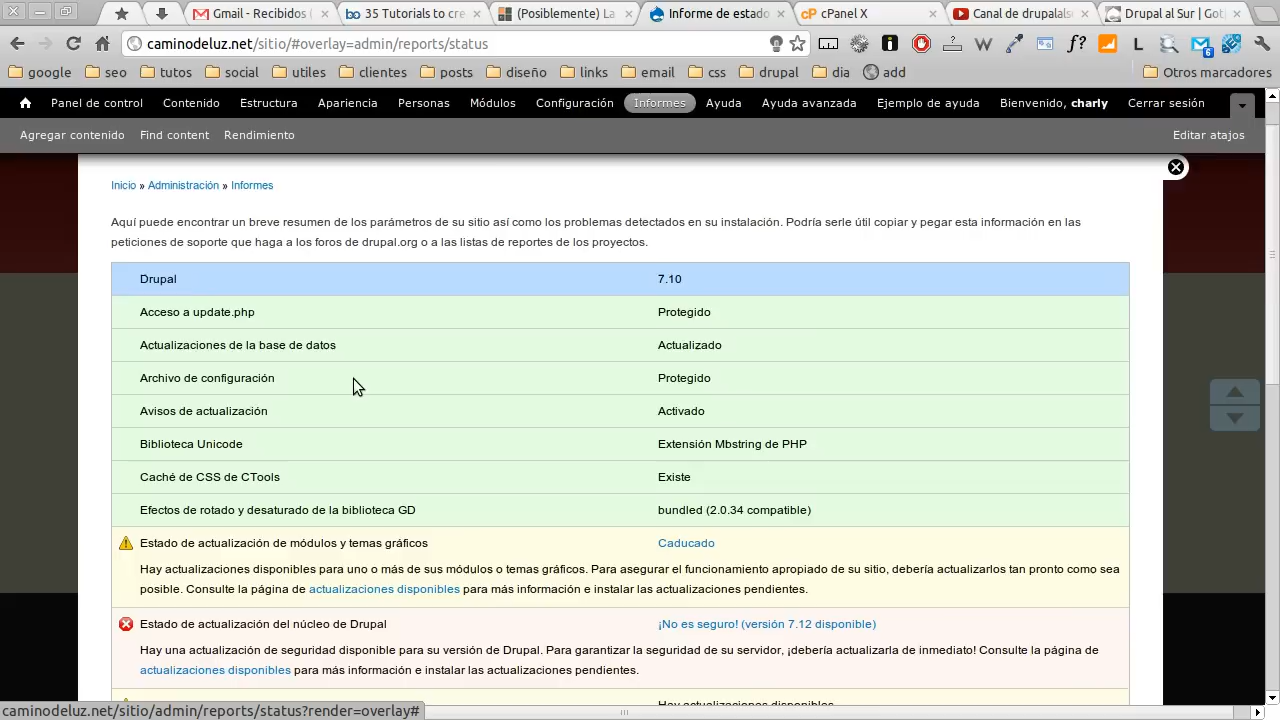 Gmail - Recibidos (
35 Tutorials to cre
(Posiblemente) La
Informe de estado
cPanel X
Canal de drupalals
Drupal al Sur | Got
caminodeluz.net/sitio/#overlay=admin/reports/status
google seo tutos social utiles clientes posts diseño links email css drupal dia add Otros marcadores
Panel de control Contenido Estructura Apariencia Personas Módulos Configuración Informes Ayuda Ayuda avanzada Ejemplo de ayuda Bienvenido, charly Cerrar sesión
Agregar contenido Find content Rendimiento Editar atajos
Inicio » Administración » Informes
Aquí puede encontrar un breve resumen de los parámetros de su sitio así como los problemas detectados en su instalación. Podría serle útil copiar y pegar esta información en las
peticiones de soporte que haga a los foros de drupal.org o a las listas de reportes de los proyectos.
Drupal 7.10
Acceso a update.php Protegido
Actualizaciones de la base de datos Actualizado
Archivo de configuración Protegido
Avisos de actualización Activado
Biblioteca Unicode Extensión Mbstring de PHP
Caché de CSS de CTools Existe
Efectos de rotado y desaturado de la biblioteca GD bundled (2.0.34 compatible)
Estado de actualización de módulos y temas gráficos Caducado
Hay actualizaciones disponibles para uno o más de sus módulos o temas gráficos. Para asegurar el funcionamiento apropiado de su sitio, debería actualizarlos tan pronto como sea
posible. Consulte la página de actualizaciones disponibles para más información e instalar las actualizaciones pendientes.
Estado de actualización del núcleo de Drupal ¡No es seguro! (versión 7.12 disponible)
Hay una actualización de seguridad disponible para su versión de Drupal. Para garantizar la seguridad de su servidor, ¡debería actualizarla de inmediato! Consulte la página de
actualizaciones disponibles para más información e instalar las actualizaciones pendientes.
Hay actualizaciones disponibles
caminodeluz.net/sitio/admin/reports/status?render=overlay#